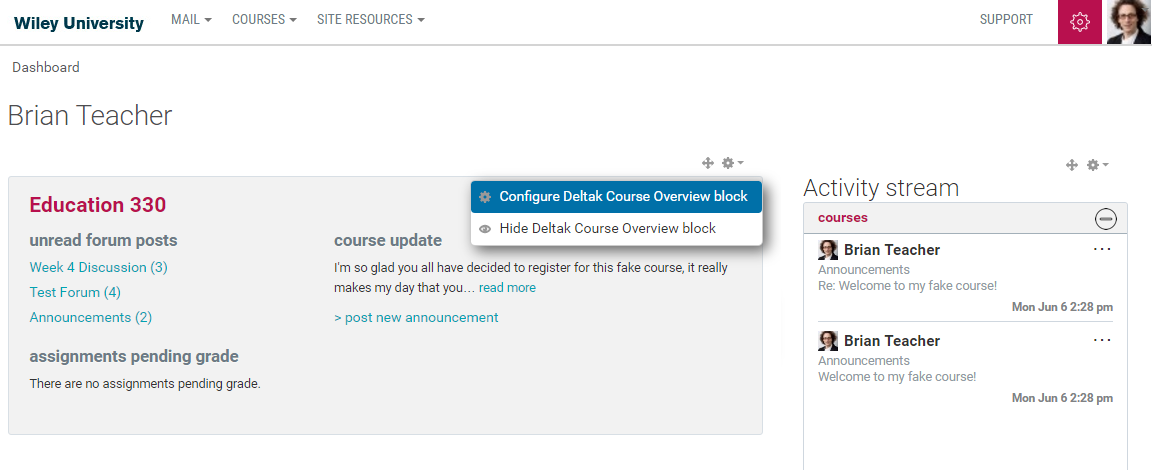 Wiley University MAIL COURSES SITE RESOURCES SUPPORT
Dashboard
Brian Teacher
Configure Deltak Course Overview block
Hide Deltak Course Overview block
Education 330
unread forum posts
Week 4 Discussion (3)
Test Forum (4)
Announcements (2)
course update
I'm so glad you all have decided to register for this fake course, it really
makes my day that you... read more
> post new announcement
assignments pending grade
There are no assignments pending grade.
Activity stream
courses
Brian Teacher
Announcements
Re: Welcome to my fake course!
Mon Jun 6 2:28 pm
Brian Teacher
Announcements
Welcome to my fake course!
Mon Jun 6 2:28 pm